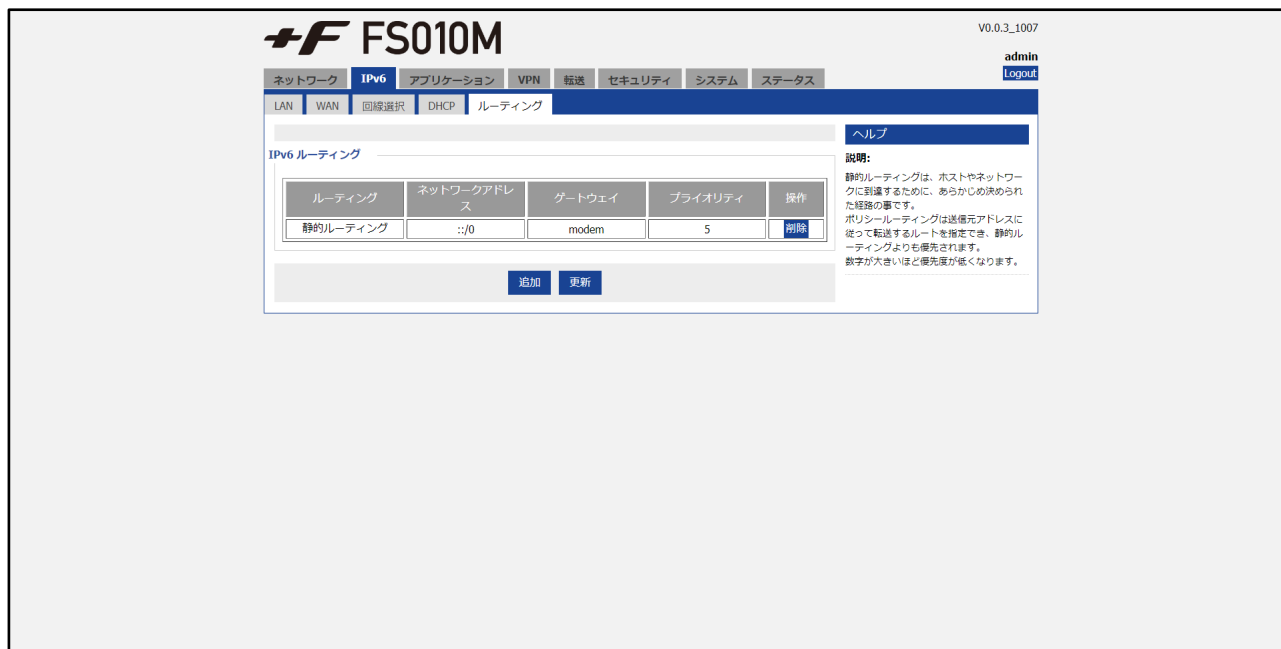 +F FS010M
V0.0.3_1007
admin
Logout
ネットワーク IPv6 アプリケーション VPN 転送 セキュリティ システム ステータス
LAN WAN 回線選択 DHCP ルーティング
ヘルプ
IPv6 ルーティング
説明:
静的ルーティングは、ホストやネットワー
クに到達するために、あらかじめ決められ
た経路の事です。
ポリシールーティングは送信元アドレスに
従って転送するルートを指定でき、静的ル
ーティングよりも優先されます。
数字が大きいほど優先度が低くなります。
ルーティング ネットワークアドレ
ス ゲートウェイ プライオリティ 操作
静的ルーティング ::/0 modem 5 削除
追加 更新